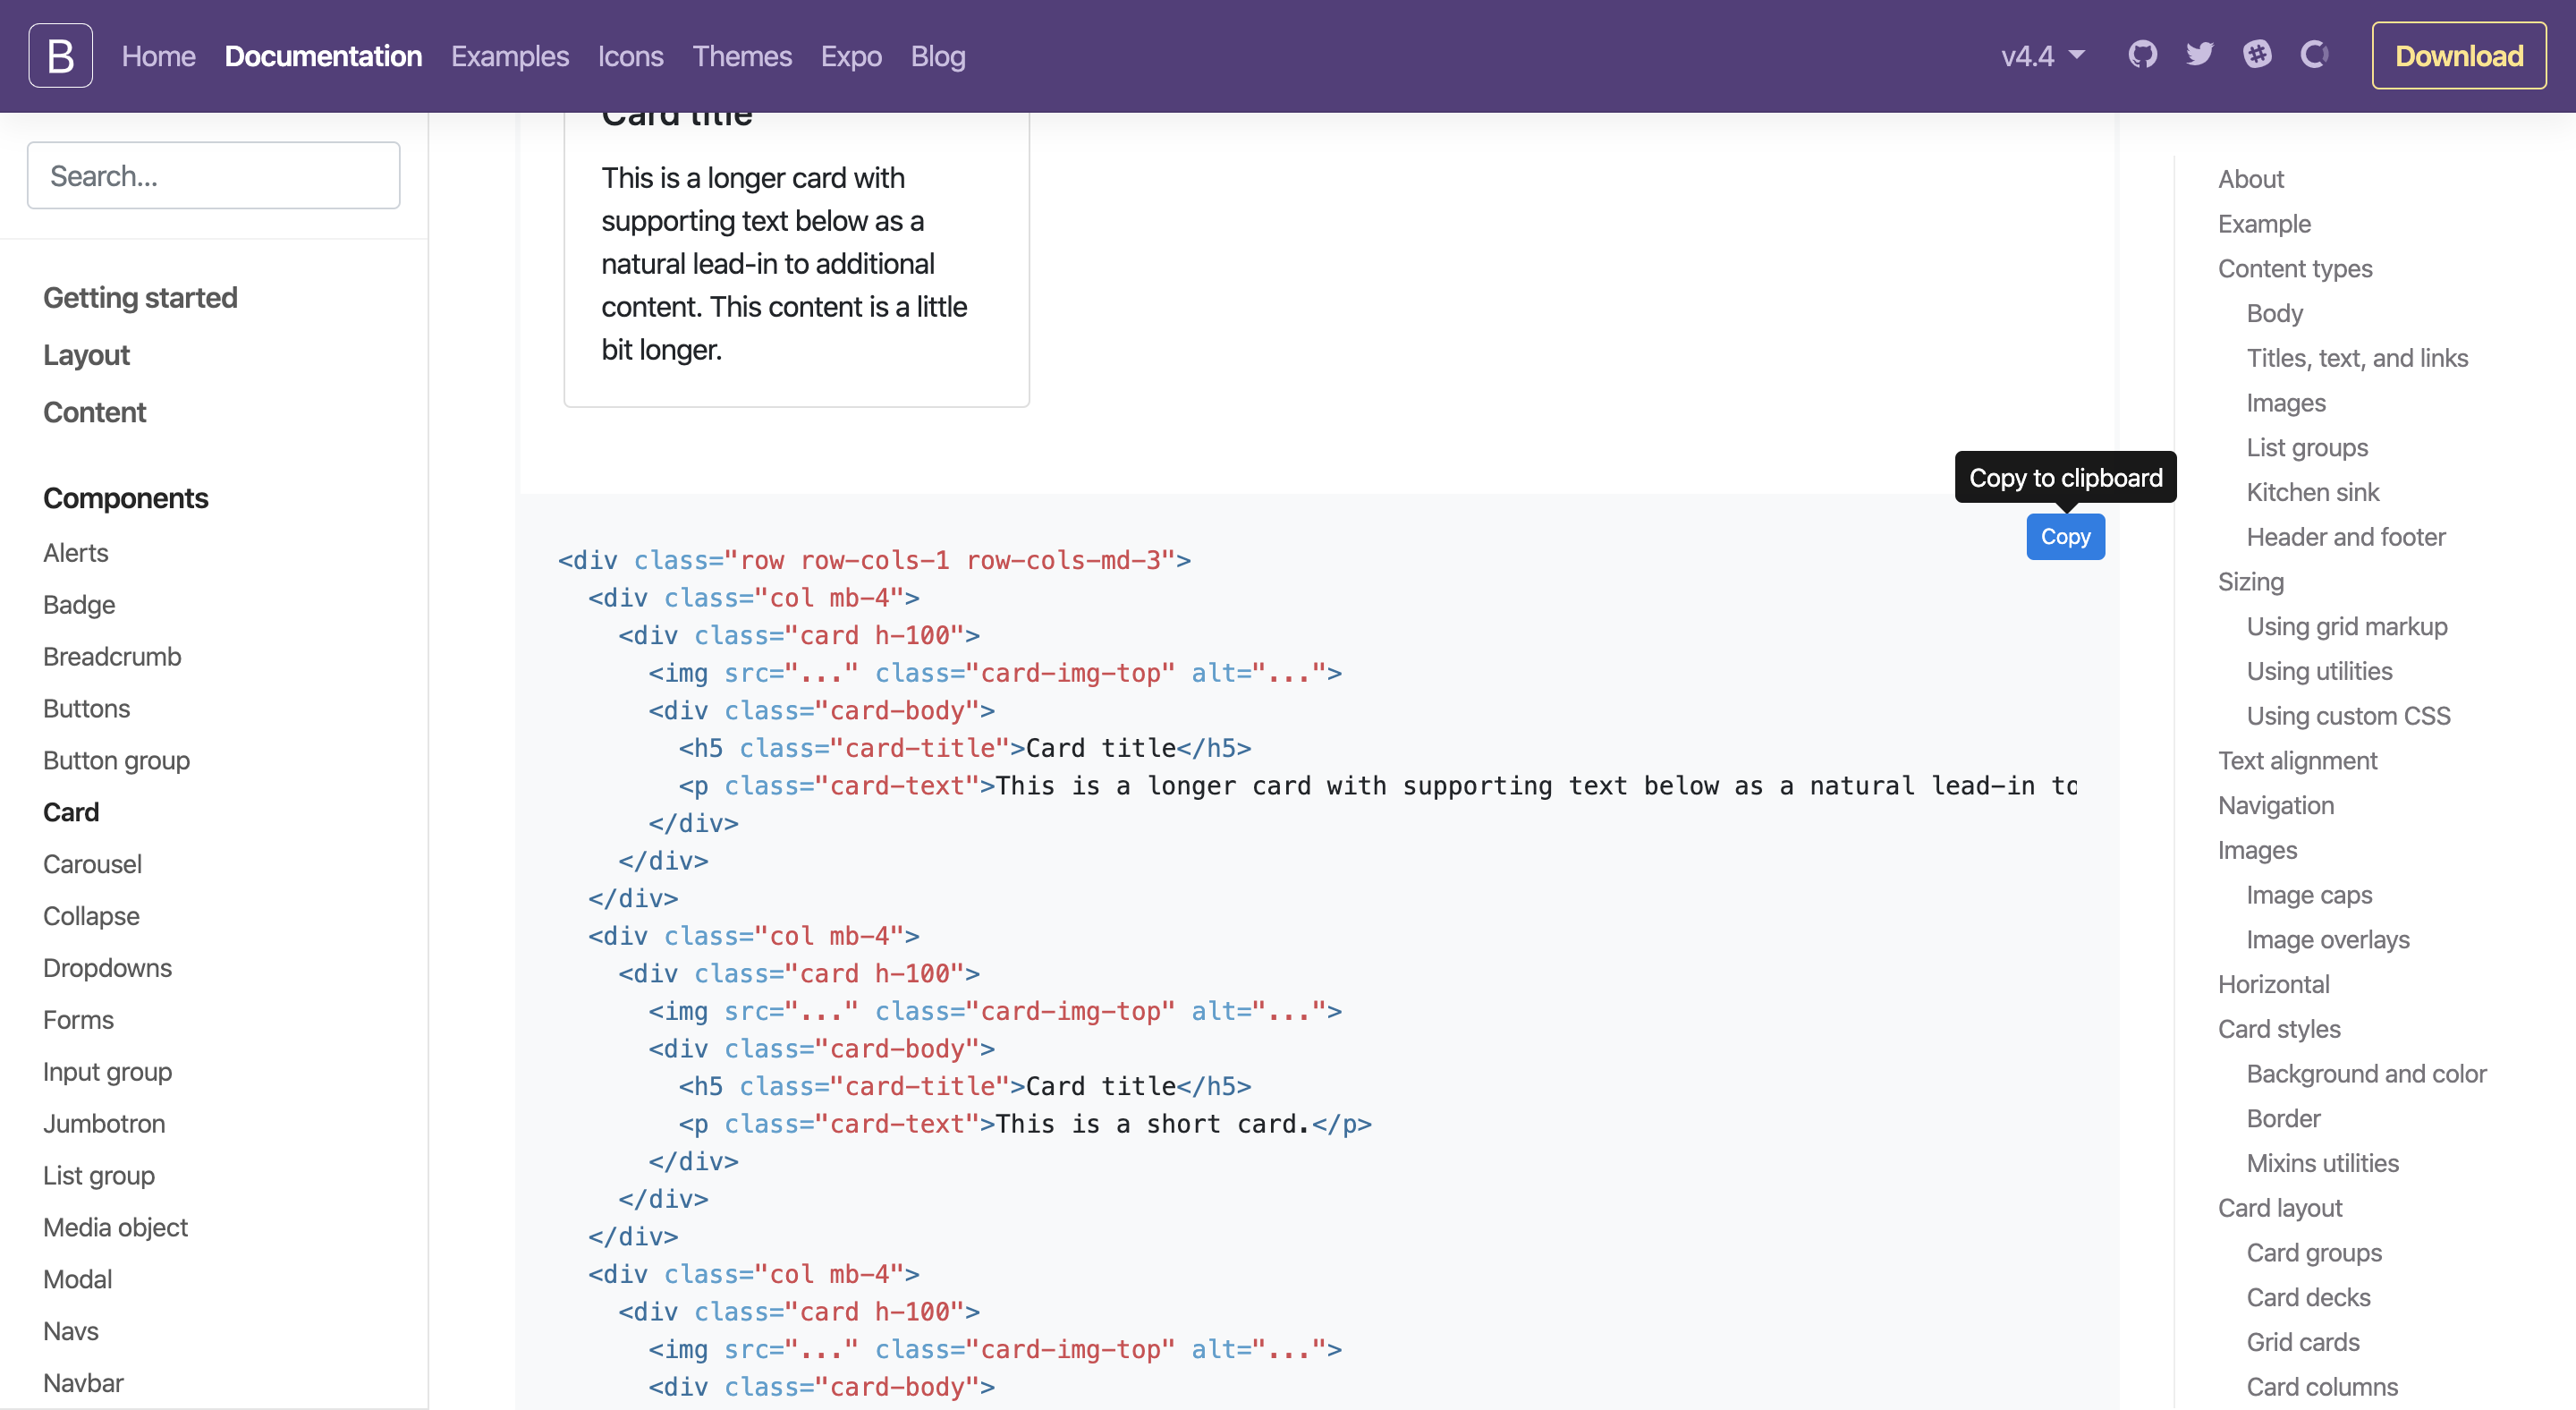 B Home Documentation Examples Icons Themes Expo Blog v4.4 Download
Search...
Getting started
Layout
Content
Components
Alerts
Badge
Breadcrumb
Buttons
Button group
Card
Carousel
Collapse
Dropdowns
Forms
Input group
Jumbotron
List group
Media object
Modal
Navs
Navbar
Card title
This is a longer card with
supporting text below as a
natural lead-in to additional
content. This content is a little
bit longer.
Copy to clipboard
Copy
<div class="row row-cols-1 row-cols-md-3">
  <div class="col mb-4">
    <div class="card h-100">
      <img src="..." class="card-img-top" alt="...">
      <div class="card-body">
        <h5 class="card-title">Card title</h5>
        <p class="card-text">This is a longer card with supporting text below as a natural lead-in to
      </div>
    </div>
  </div>
  <div class="col mb-4">
    <div class="card h-100">
      <img src="..." class="card-img-top" alt="...">
      <div class="card-body">
        <h5 class="card-title">Card title</h5>
        <p class="card-text">This is a short card.</p>
      </div>
    </div>
  </div>
  <div class="col mb-4">
    <div class="card h-100">
      <img src="..." class="card-img-top" alt="...">
      <div class="card-body">
About
Example
Content types
Body
Titles, text, and links
Images
List groups
Kitchen sink
Header and footer
Sizing
Using grid markup
Using utilities
Using custom CSS
Text alignment
Navigation
Images
Image caps
Image overlays
Horizontal
Card styles
Background and color
Border
Mixins utilities
Card layout
Card groups
Card decks
Grid cards
Card columns